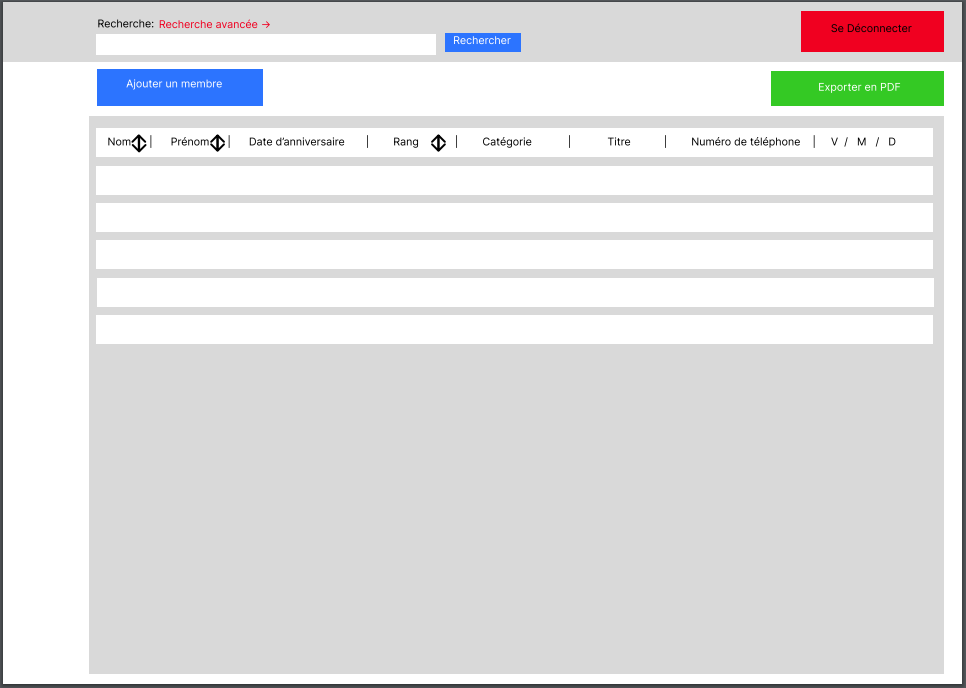 Recherche: Recherche avancée →
Se Déconnecter
Rechercher
Ajouter un membre
Exporter en PDF
Nom | Prénom | Date d'anniversaire | Rang | Catégorie | Titre | Numéro de téléphone | V / M / D